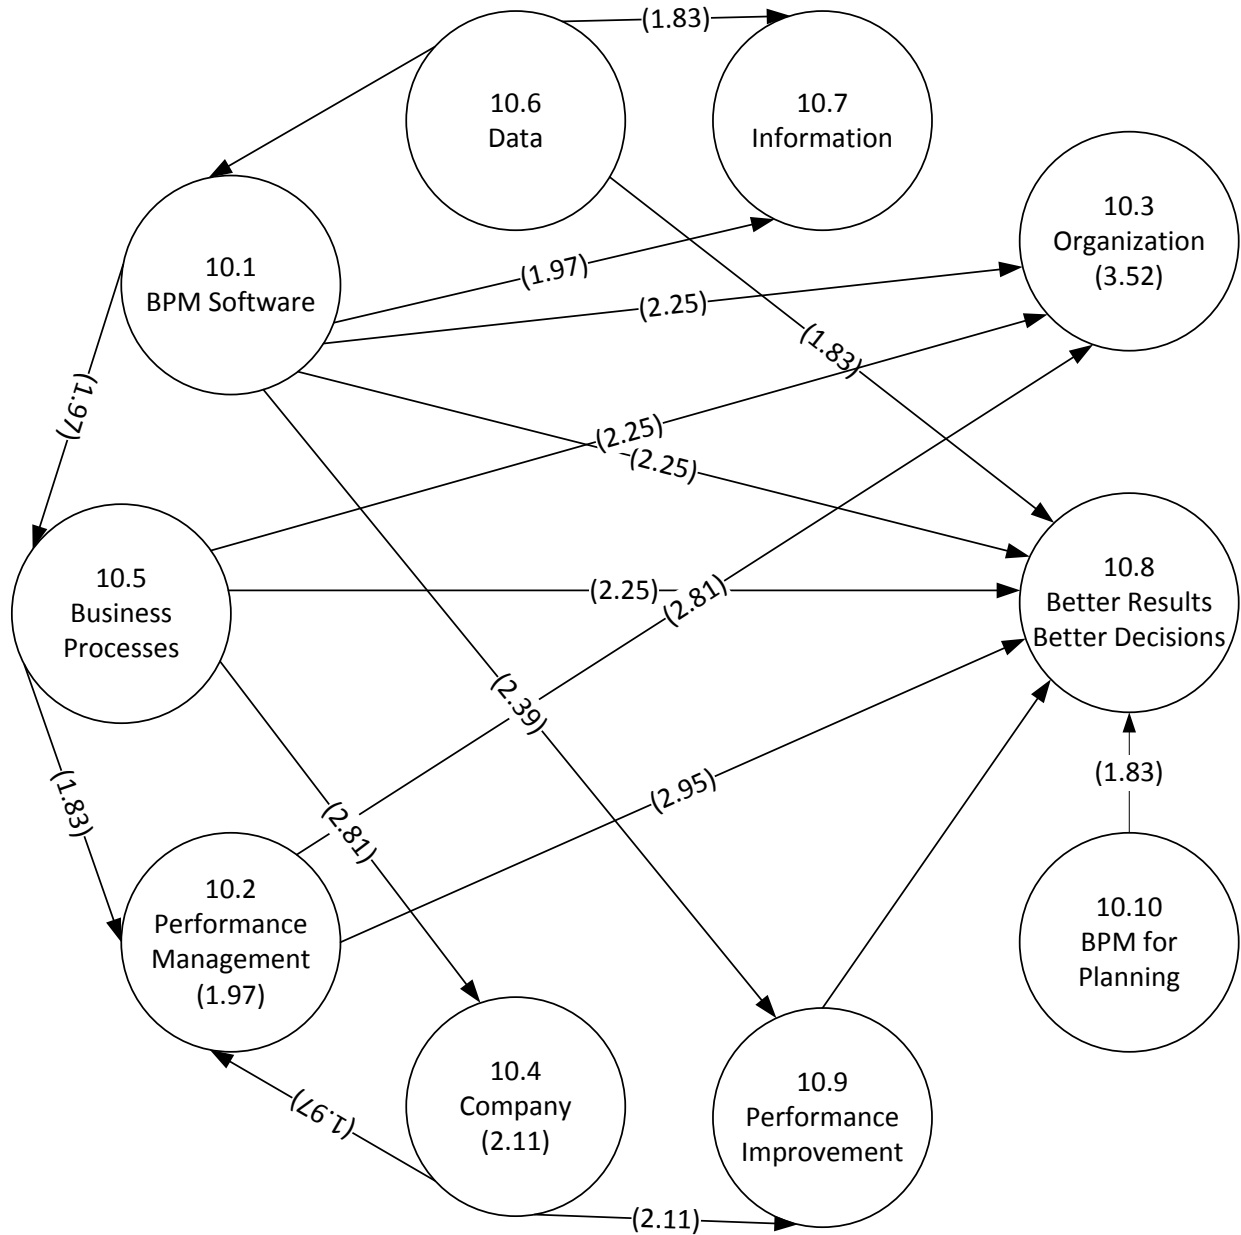 (1.83)
10.6
Data
10.7
Information
10.3
Organization
(3.52)
10.1
BPM Software
(1.97)
(2.25)
(1.83)
(1.97)
(2.25)
(2.25)
10.5
Business
Processes
(2.25)
(2.81)
10.8
Better Results
Better Decisions
(2.39)
(1.83)
(2.81)
(2.95)
(1.83)
10.2
Performance
Management
(1.97)
10.10
BPM for
Planning
10.4
Company
(2.11)
10.9
Performance
Improvement
(1.97)
(2.11)